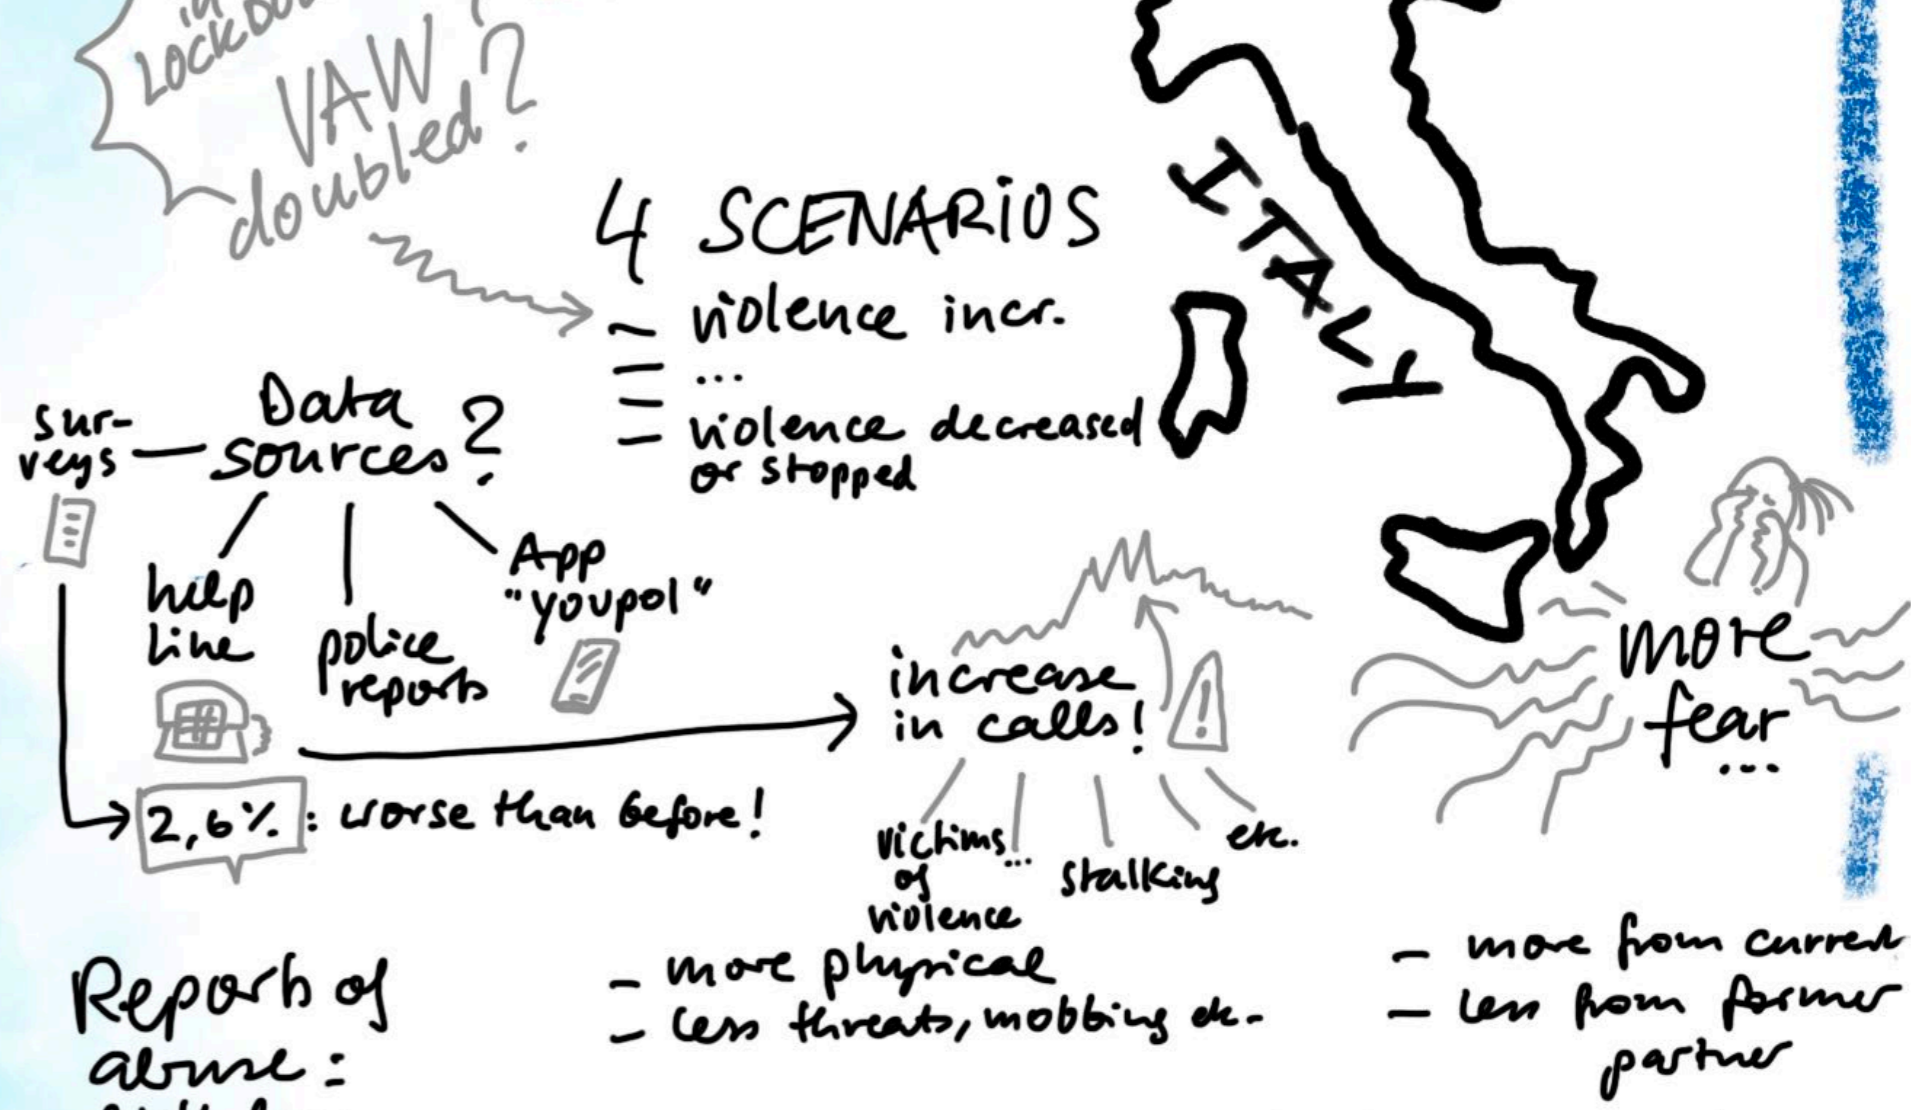 in
VAW
doubled?
4 SCENARIOS
– violence incr.
– ...
–
– violence decreased
or stopped
ITALY
Data
sources?
sur-
veys
help
line
police
reports
App
"youpol"
increase
in calls!
!
more
fear
...
2,6% : worse than before!
victims
of
violence
...
stalking
etc.
Reports of
abuse:
– more physical
– less threats, mobbing etc.
– more from current
– less from former
partner